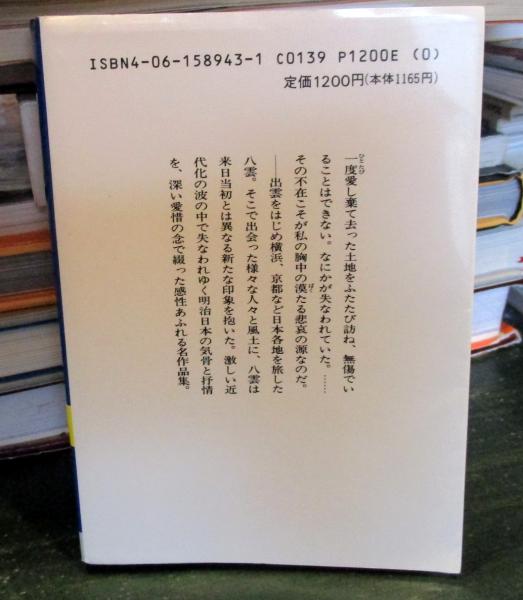 ISBN4-06-158943-1 C0139 P1200E (0)
定価1200円(本体1165円)
一度愛し棄て去った土地をふたたび訪ね、無傷でい
ることはできない。なにかが失なわれていた。……
その不在こそが私の胸中の漠たる悲哀の源なのだ。
――出雲をはじめ横浜、京都など日本各地を旅した
八雲。そこで出会った様々な人々と風土に、八雲は
来日当初とは異なる新たな印象を抱いた。激しい近
代化の波の中で失なわれゆく明治日本の気骨と抒情
を、深い愛惜の念で綴った感性あふれる名作品集。